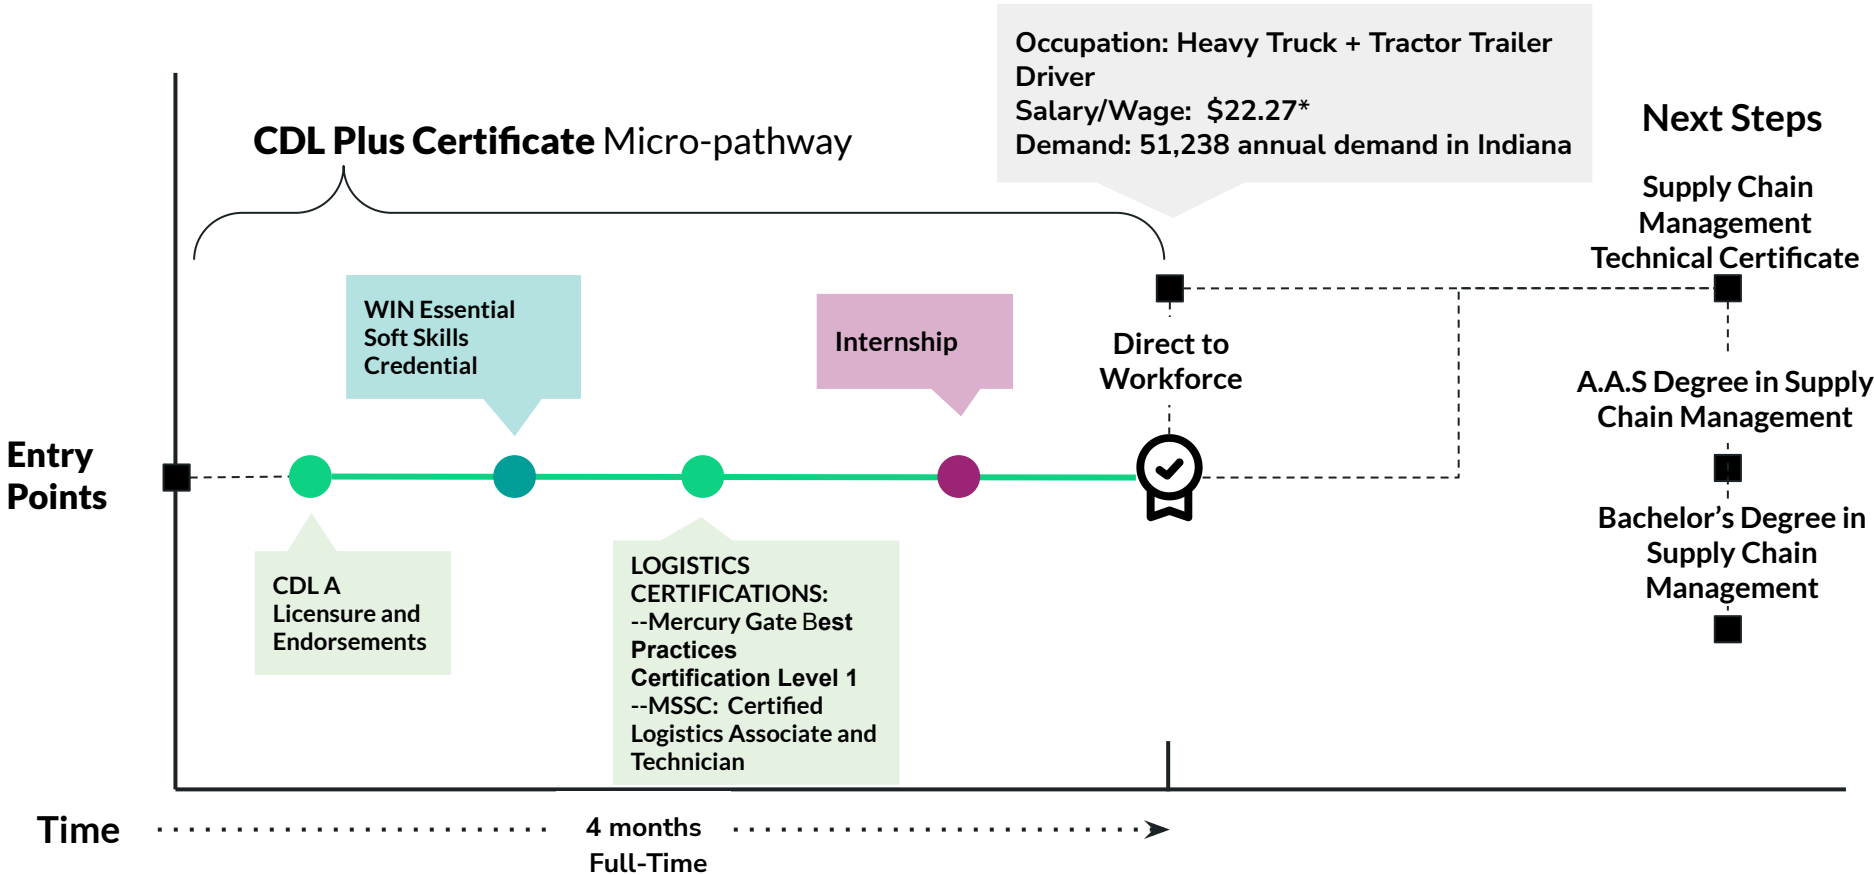 Occupation: Heavy Truck + Tractor Trailer
Driver
Salary/Wage:  $22.27*
Demand: 51,238 annual demand in Indiana
CDL Plus Certificate Micro-pathway
Next Steps
Supply Chain
Management
Technical Certificate
WIN Essential
Soft Skills
Credential
Internship
Direct to
Workforce
A.A.S Degree in Supply
Chain Management
Entry
Points
Bachelor’s Degree in
Supply Chain
Management
CDL A
Licensure and
Endorsements
LOGISTICS
CERTIFICATIONS:
--Mercury Gate Best
Practices
Certification Level 1
--MSSC:  Certified
Logistics Associate and
Technician
Time
4 months
Full-Time